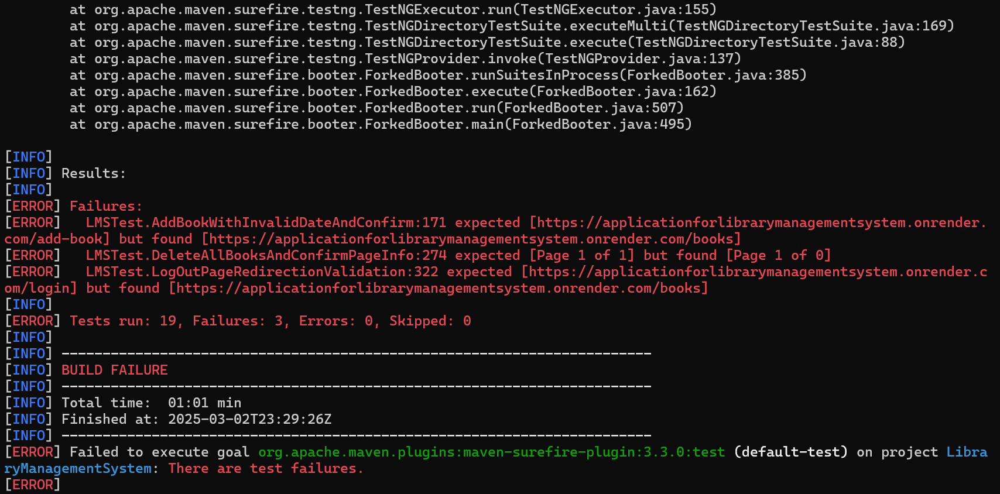 at org.apache.maven.surefire.testng.TestNGExecutor.run(TestNGExecutor.java:155)
at org.apache.maven.surefire.testng.TestNGDirectoryTestSuite.executeMulti(TestNGDirectoryTestSuite.java:169)
at org.apache.maven.surefire.testng.TestNGDirectoryTestSuite.execute(TestNGDirectoryTestSuite.java:88)
at org.apache.maven.surefire.testng.TestNGProvider.invoke(TestNGProvider.java:137)
at org.apache.maven.surefire.booter.ForkedBooter.runSuitesInProcess(ForkedBooter.java:385)
at org.apache.maven.surefire.booter.ForkedBooter.execute(ForkedBooter.java:162)
at org.apache.maven.surefire.booter.ForkedBooter.run(ForkedBooter.java:507)
at org.apache.maven.surefire.booter.ForkedBooter.main(ForkedBooter.java:495)
[INFO]
[INFO] Results:
[INFO]
[ERROR] Failures:
[ERROR]   LMSTest.AddBookWithInvalidDateAndConfirm:171 expected [https://applicationforlibrarymanagementsystem.onrender.
com/add-book] but found [https://applicationforlibrarymanagementsystem.onrender.com/books]
[ERROR]   LMSTest.DeleteAllBooksAndConfirmPageInfo:274 expected [Page 1 of 1] but found [Page 1 of 0]
[ERROR]   LMSTest.LogOutPageRedirectionValidation:322 expected [https://applicationforlibrarymanagementsystem.onrender.c
om/login] but found [https://applicationforlibrarymanagementsystem.onrender.com/books]
[INFO]
[ERROR] Tests run: 19, Failures: 3, Errors: 0, Skipped: 0
[INFO]
[INFO] ------------------------------------------------------------------------
[INFO] BUILD FAILURE
[INFO] ------------------------------------------------------------------------
[INFO] Total time:  01:01 min
[INFO] Finished at: 2025-03-02T23:29:26Z
[INFO] ------------------------------------------------------------------------
[ERROR] Failed to execute goal org.apache.maven.plugins:maven-surefire-plugin:3.3.0:test (default-test) on project Libra
ryManagementSystem: There are test failures.
[ERROR]